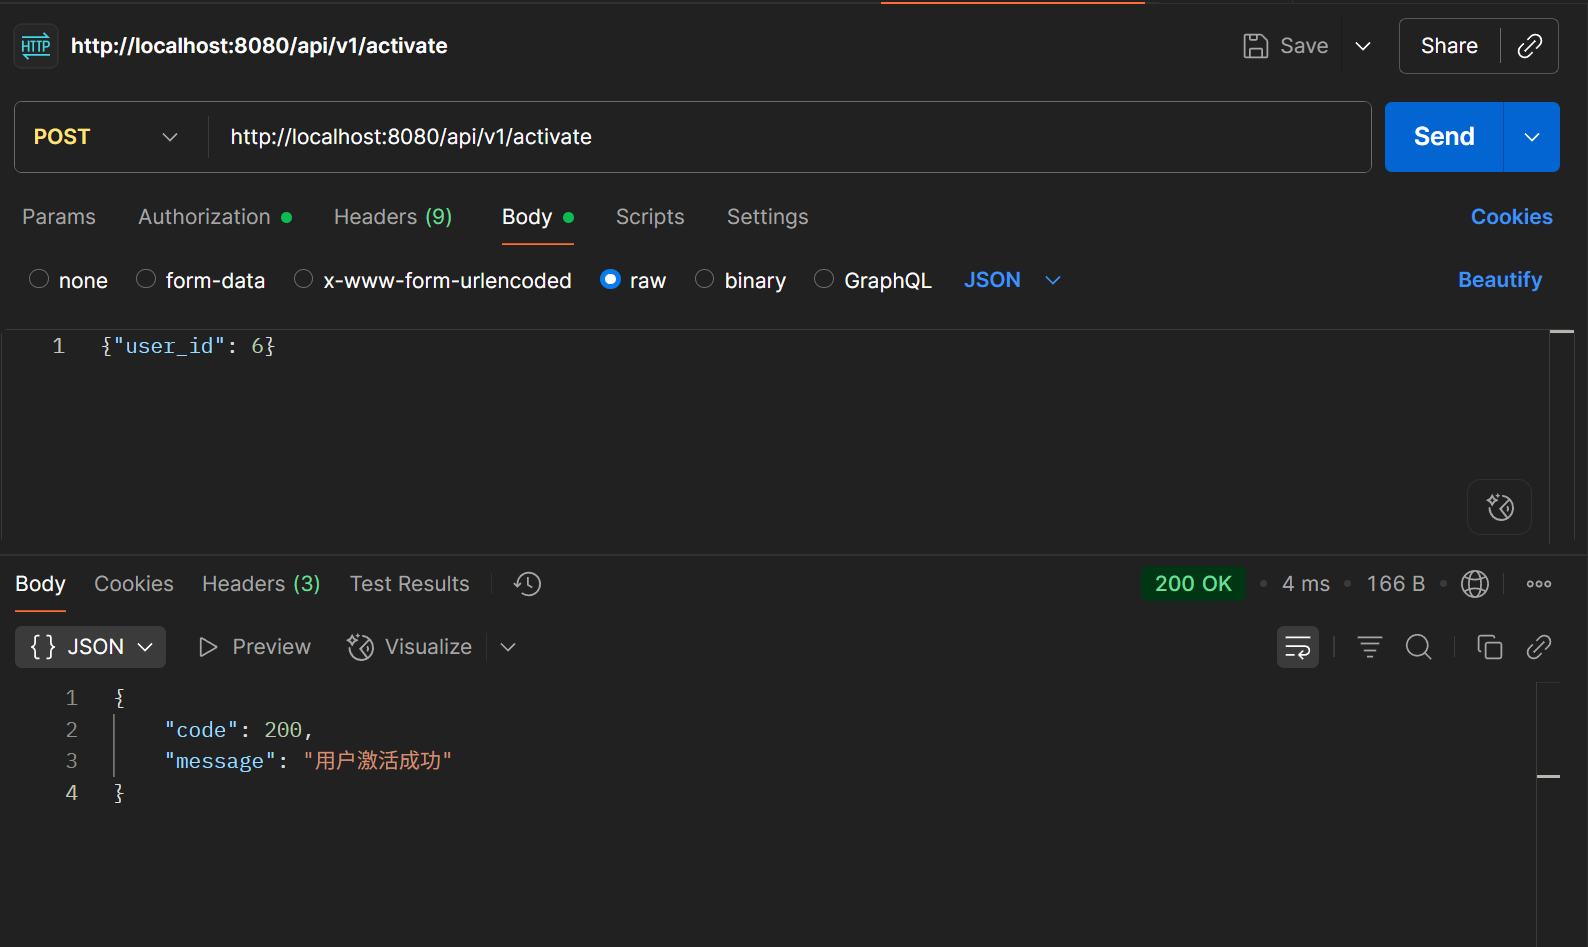 HTTP http://localhost:8080/api/v1/activate Save Share
POST http://localhost:8080/api/v1/activate Send
Params Authorization Headers (9) Body Scripts Settings Cookies
none form-data x-www-form-urlencoded raw binary GraphQL JSON Beautify
1 {"user_id": 6}
Body Cookies Headers (3) Test Results 200 OK 4 ms 166 B
{} JSON Preview Visualize
1 {
2 "code": 200,
3 "message": "用户激活成功"
4 }